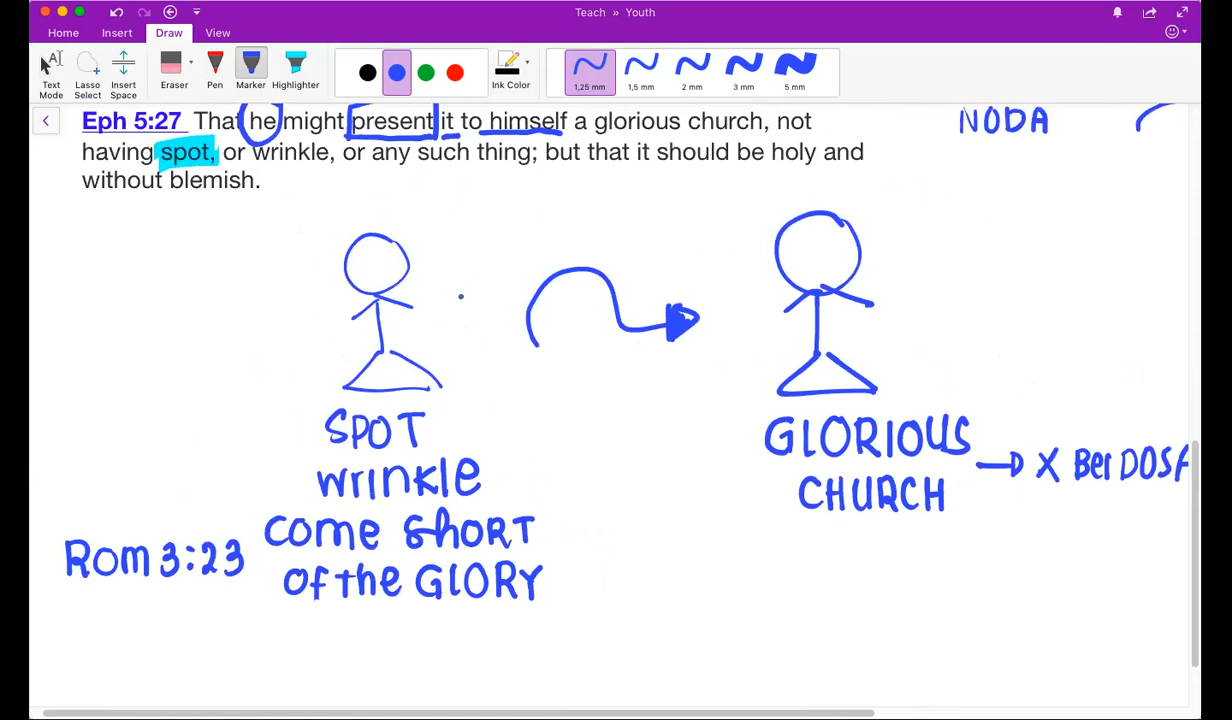 Teach » Youth
Home Insert Draw View
Text Mode
Lasso Select
Insert Space
Eraser
Pen
Marker
Highlighter
Ink Color
1,25 mm
1,5 mm
2 mm
3 mm
5 mm
Eph 5:27 That he might present it to himself a glorious church, not
having spot, or wrinkle, or any such thing; but that it should be holy and
without blemish.
NODA
SPOT
wrinkle
Rom 3:23 come short
of the GLORY
GLORIOUS
CHURCH
→ X Ber DOSA